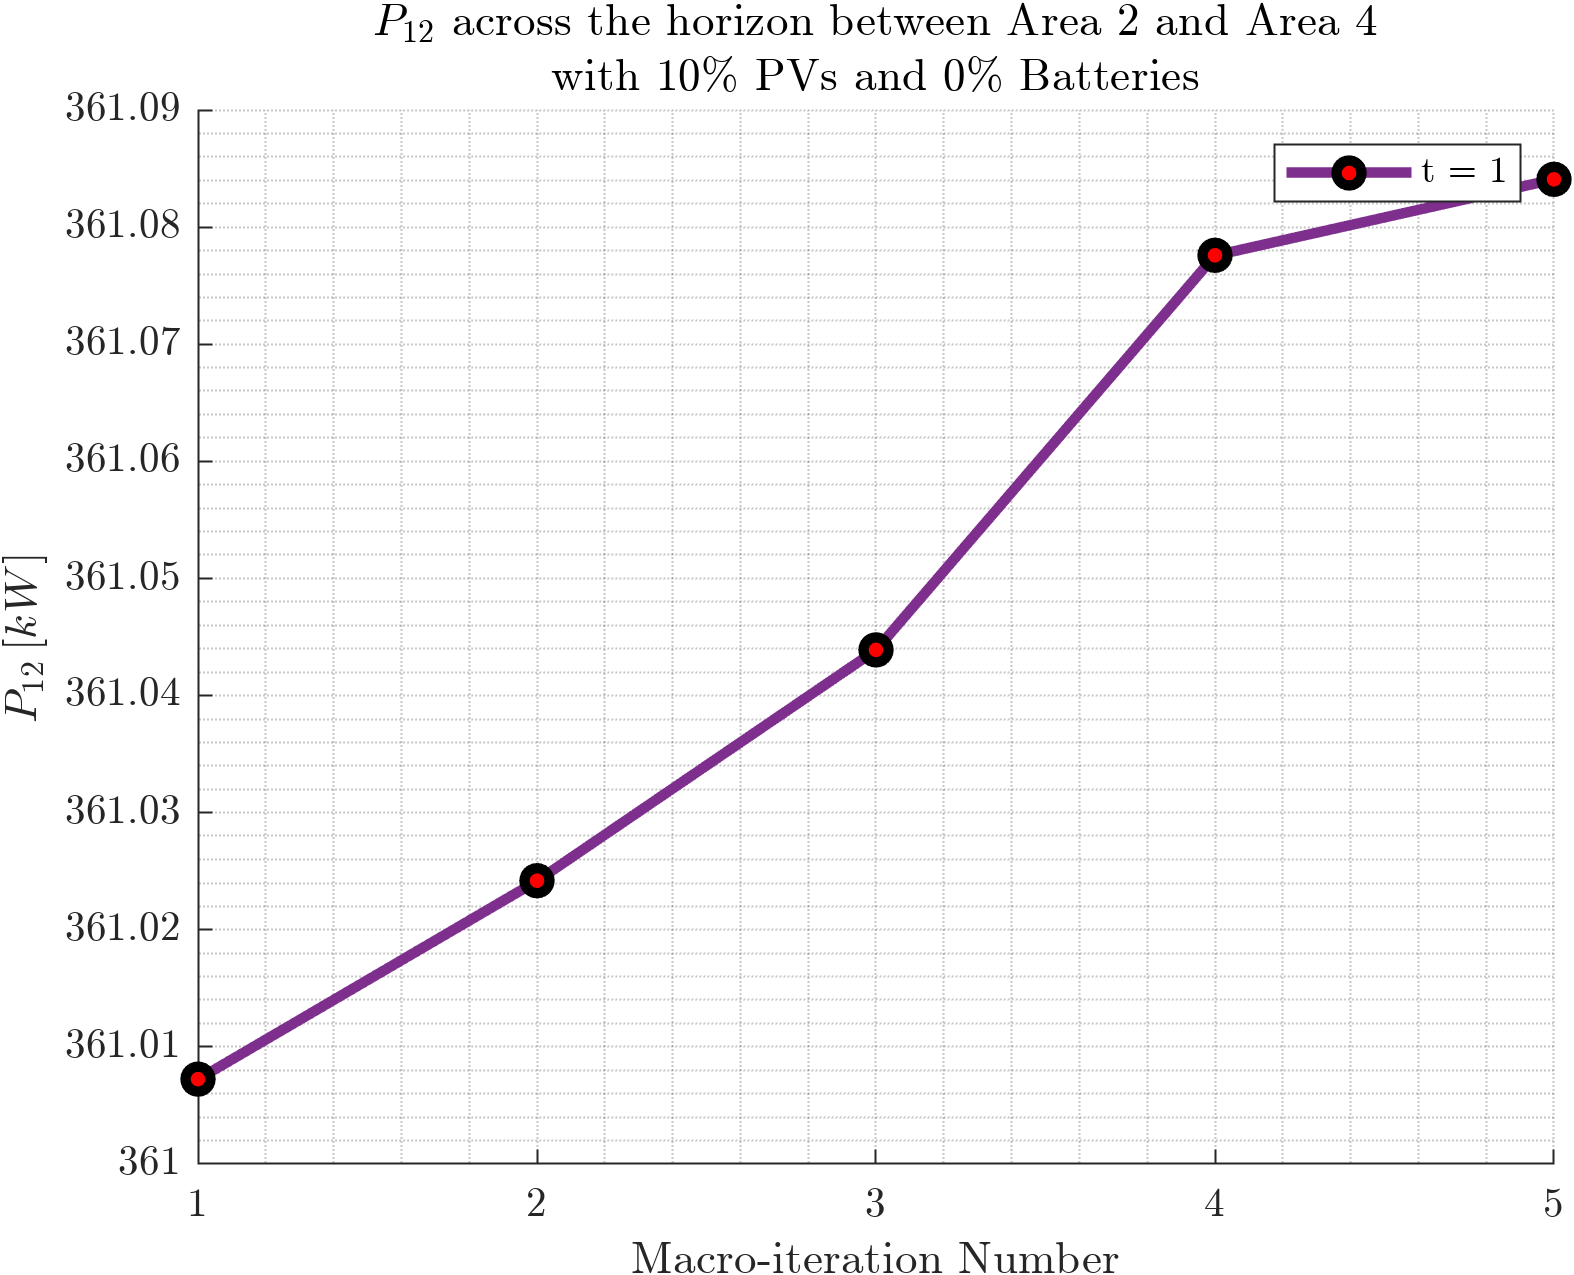 P₁₂ across the horizon between Area 2 and Area 4
with 10% PVs and 0% Batteries
361.09
361.08
361.07
361.06
361.05
361.04
361.03
361.02
361.01
361
P₁₂ [kW]
t = 1
1 2 3 4 5
Macro-iteration Number